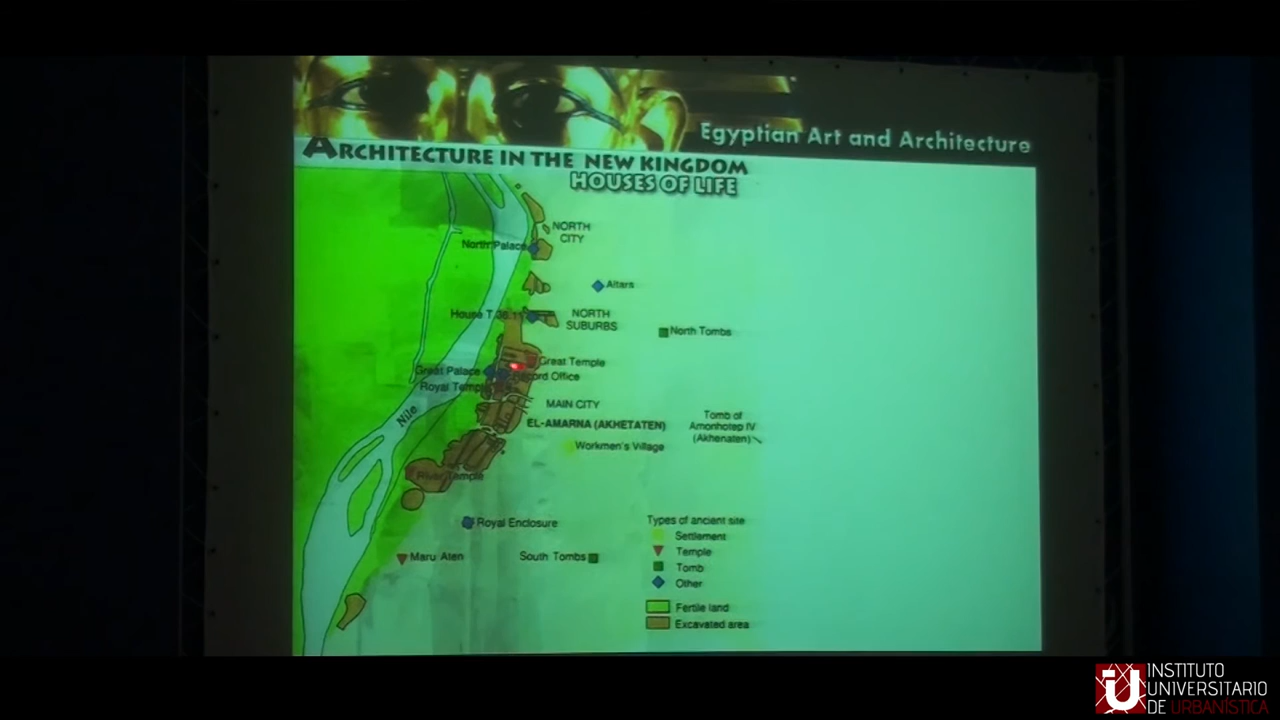 Egyptian Art and Architecture
ARCHITECTURE IN THE NEW KINGDOM
HOUSES OF LIFE
NORTH
CITY
North Palace
Altars
House T.36.11
NORTH
SUBURBS
North Tombs
Great Temple
Great Palace
Record Office
Royal Temple
MAIN CITY
Nile
EL-AMARNA (AKHETATEN)
Tomb of
Amonhotep IV
(Akhenaten)
Workmen's Village
River Temple
Royal Enclosure
Maru Aten
South Tombs
Types of ancient site
Settlement
Temple
Tomb
Other
Fertile land
Excavated area
INSTITUTO
UNIVERSITARIO
DE URBANÍSTICA